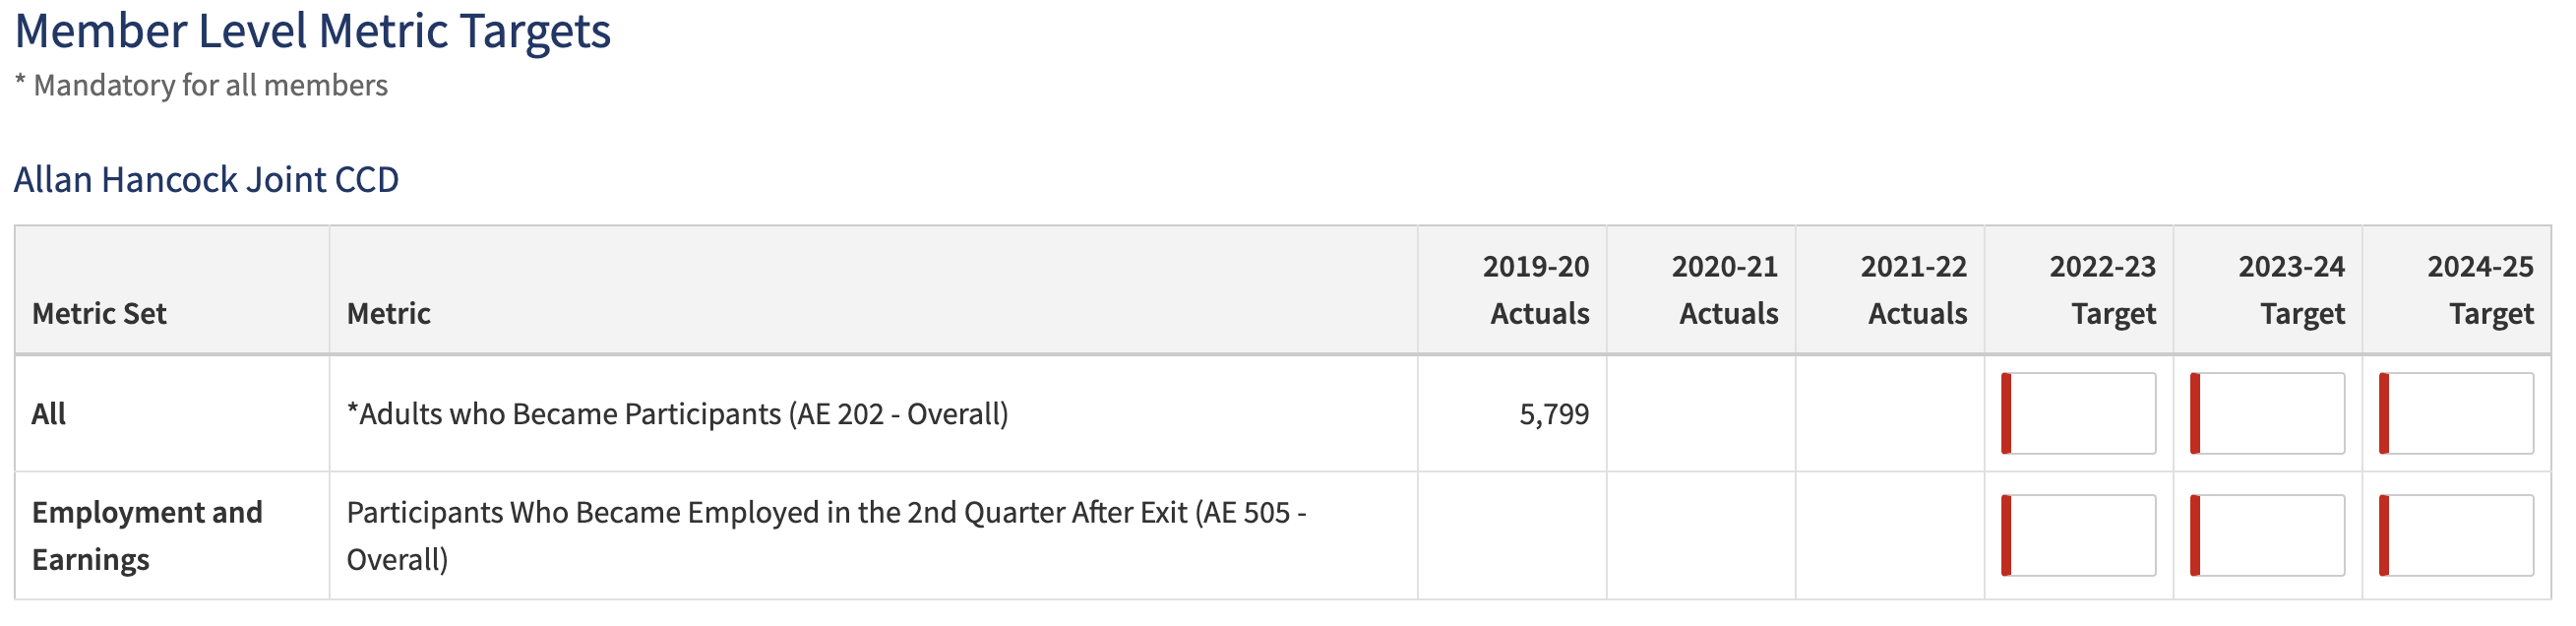 Member Level Metric Targets
* Mandatory for all members
Allan Hancock Joint CCD
Metric Set Metric 2019-20 Actuals 2020-21 Actuals 2021-22 Actuals 2022-23 Target 2023-24 Target 2024-25 Target
All *Adults who Became Participants (AE 202 - Overall) 5,799
Employment and Earnings Participants Who Became Employed in the 2nd Quarter After Exit (AE 505 - Overall)